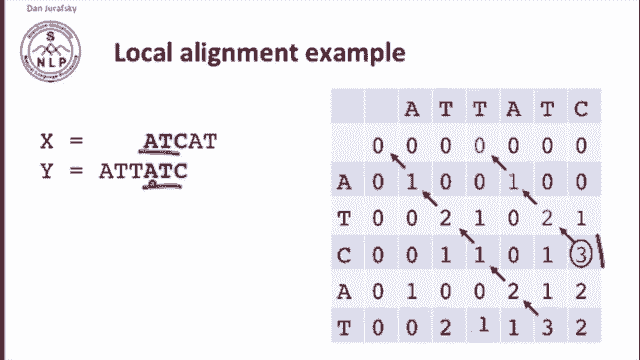 Dan Jurafsky
S
N L P
Local alignment example
X = ATCAT
Y = ATTATC
A T T A T C
0 0 0 0 0 0 0
A 0 1 0 0 1 0 0
T 0 0 2 1 0 2 1
C 0 0 1 1 0 1 3
A 0 1 0 0 2 1 2
T 0 0 2 1 1 3 2